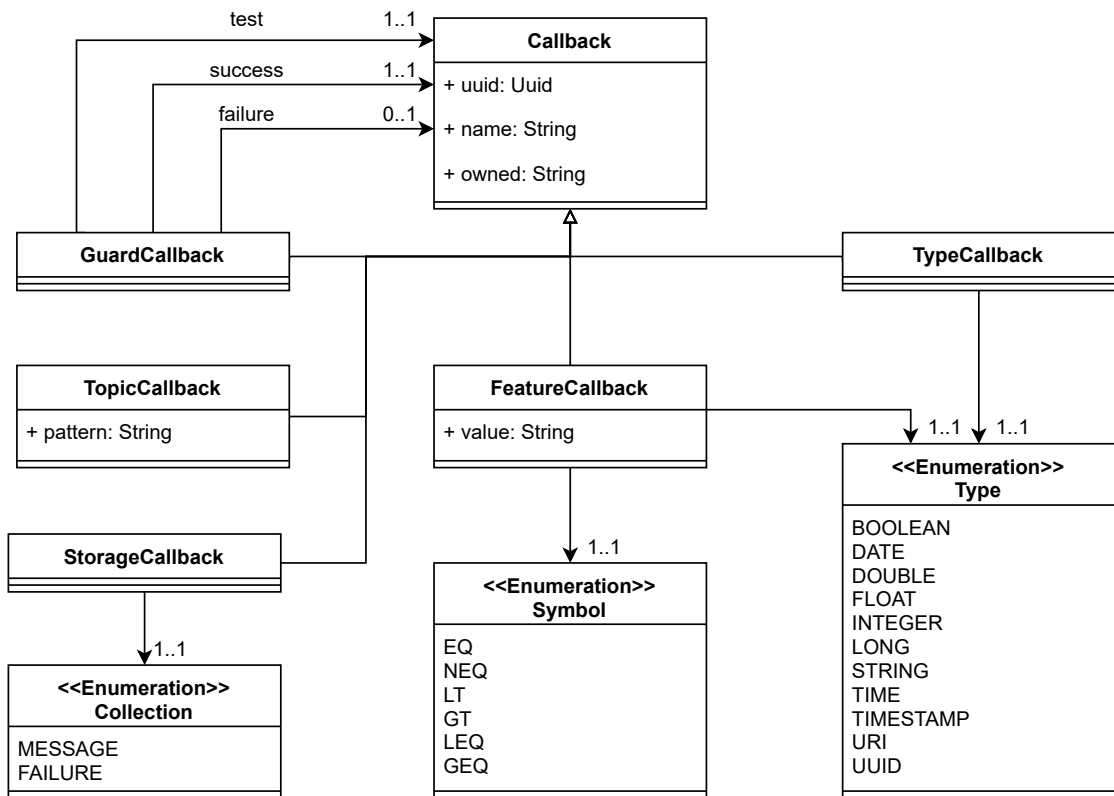 test
1..1
success
1..1
failure
0..1
Callback
+ uuid: Uuid
+ name: String
+ owned: String
GuardCallback
TypeCallback
TopicCallback
+ pattern: String
FeatureCallback
+ value: String
1..1
1..1
<<Enumeration>>
Type
BOOLEAN
DATE
DOUBLE
FLOAT
INTEGER
LONG
STRING
TIME
TIMESTAMP
URI
UUID
StorageCallback
1..1
<<Enumeration>>
Collection
MESSAGE
FAILURE
1..1
<<Enumeration>>
Symbol
EQ
NEQ
LT
GT
LEQ
GEQ